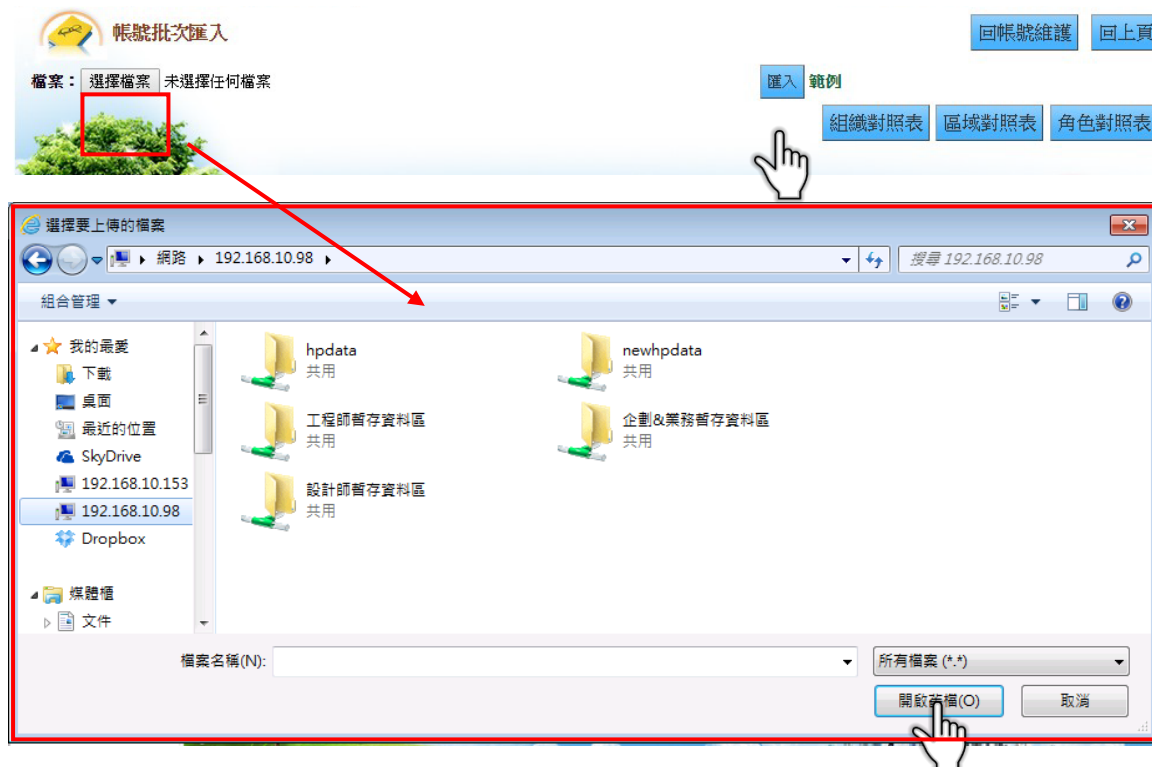 帳號批次匯入
回帳號維護
回上頁
檔案：
選擇檔案
未選擇任何檔案
匯入
範例
組織對照表
區域對照表
角色對照表
選擇要上傳的檔案
網路
192.168.10.98
搜尋 192.168.10.98
組合管理
我的最愛
下載
桌面
最近的位置
SkyDrive
192.168.10.153
192.168.10.98
Dropbox
媒體櫃
文件
hpdata
共用
newhpdata
共用
工程師暫存資料區
共用
企劃&業務暫存資料區
共用
設計師暫存資料區
共用
檔案名稱(N):
所有檔案 (*.*)
開啟舊檔(O)
取消